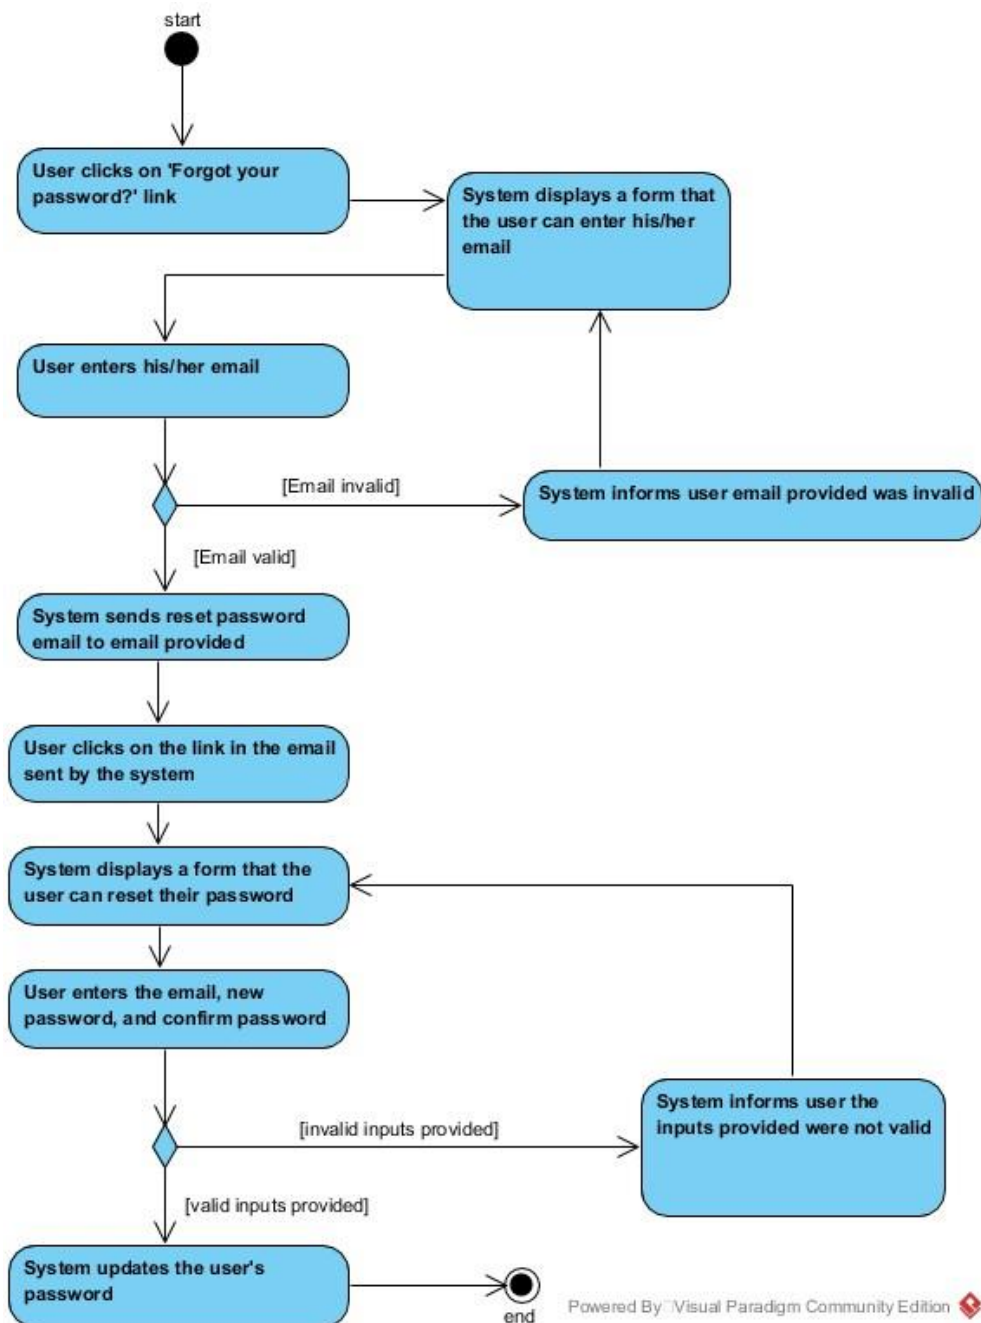 start
User clicks on 'Forgot your
password?' link
System displays a form that
the user can enter his/her
email
User enters his/her email
[Email invalid]
System informs user email provided was invalid
[Email valid]
System sends reset password
email to email provided
User clicks on the link in the email
sent by the system
System displays a form that the
user can reset their password
User enters the email, new
password, and confirm password
[invalid inputs provided]
System informs user the
inputs provided were not valid
[valid inputs provided]
System updates the user's
password
end
Powered By Visual Paradigm Community Edition